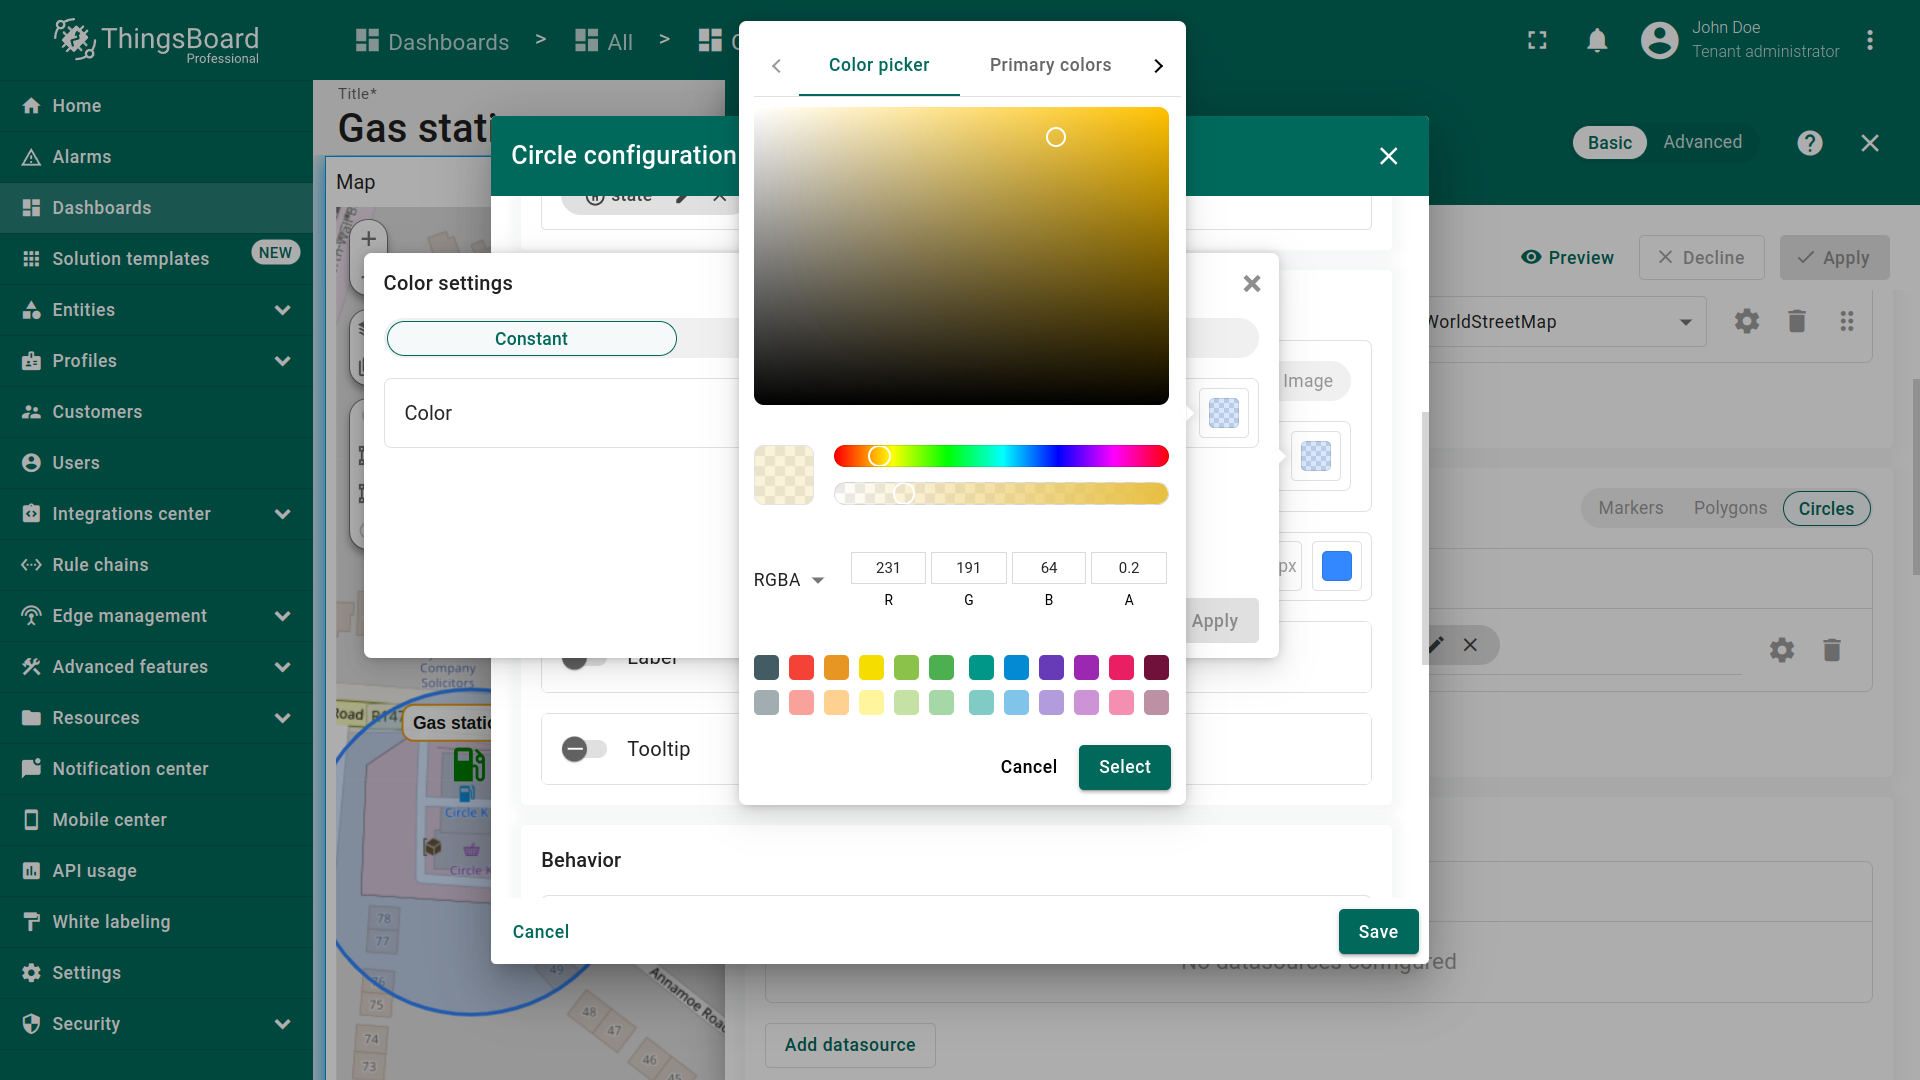 ThingsBoard
Professional
Dashboards
>
All
>
John Doe
Tenant administrator
Home
Alarms
Dashboards
Solution templates
NEW
Entities
Profiles
Customers
Users
Integrations center
Rule chains
Edge management
Advanced features
Resources
Notification center
Mobile center
API usage
White labeling
Settings
Security
Title*
Gas stati
Map
Circle configuration
state
Color picker
Primary colors
Color settings
Constant
Color
Apply
RGBA
231
191
64
0.2
R
G
B
A
Cancel
Select
Label
Tooltip
Behavior
Cancel
Save
Image
px
Basic
Advanced
Preview
Decline
Apply
WorldStreetMap
Markers
Polygons
Circles
No datasources configured
Add datasource
Company
Solicitors
Road
R147
Gas static
Circle K
Circle K
78
77
76
75
74
73
49
48
47
46
45
Annamoe Road